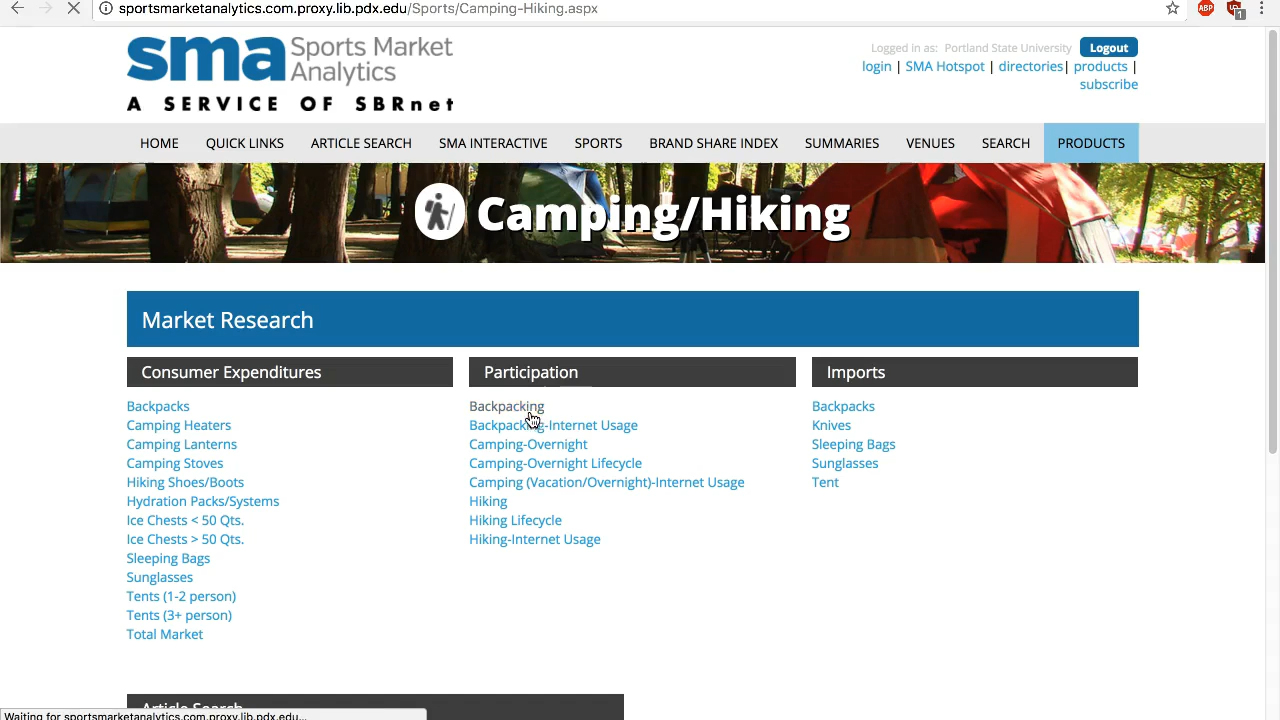 sportsmarketanalytics.com.proxy.lib.pdx.edu/Sports/Camping-Hiking.aspx
ABP
1
sma Sports Market Analytics
A SERVICE OF SBRnet
Logged in as: Portland State University Logout
login | SMA Hotspot | directories | products |
subscribe
HOME QUICK LINKS ARTICLE SEARCH SMA INTERACTIVE SPORTS BRAND SHARE INDEX SUMMARIES VENUES SEARCH PRODUCTS
Camping/Hiking
Market Research
Consumer Expenditures
Backpacks
Camping Heaters
Camping Lanterns
Camping Stoves
Hiking Shoes/Boots
Hydration Packs/Systems
Ice Chests < 50 Qts.
Ice Chests > 50 Qts.
Sleeping Bags
Sunglasses
Tents (1-2 person)
Tents (3+ person)
Total Market
Participation
Backpacking
Backpacking-Internet Usage
Camping-Overnight
Camping-Overnight Lifecycle
Camping (Vacation/Overnight)-Internet Usage
Hiking
Hiking Lifecycle
Hiking-Internet Usage
Imports
Backpacks
Knives
Sleeping Bags
Sunglasses
Tent
Article Search
Waiting for sportsmarketanalytics.com.proxy.lib.pdx.edu...